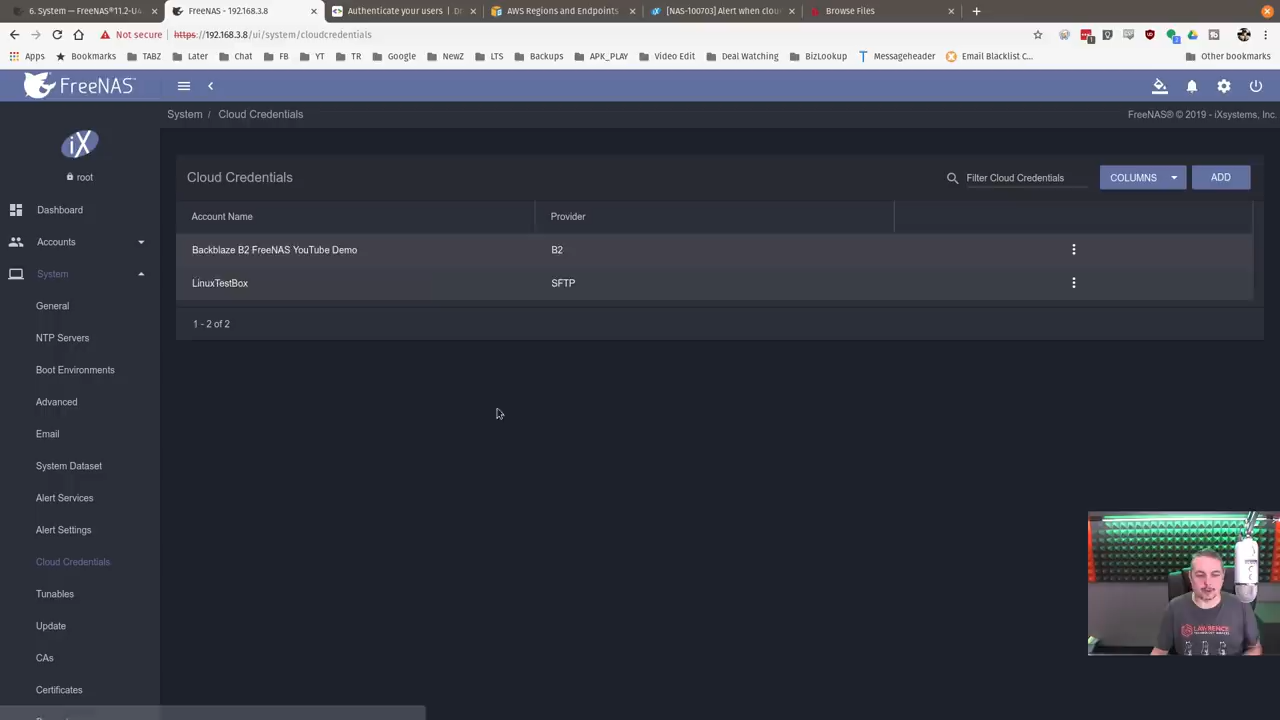 6. System — FreeNAS®11.2-U4
FreeNAS - 192.168.3.8
Authenticate your users | Dr
AWS Regions and Endpoints
[NAS-100703] Alert when clou
Browse Files
Not secure
https://192.168.3.8/ui/system/cloudcredentials
Apps
Bookmarks
TABZ
Later
Chat
FB
YT
TR
Google
NewZ
LTS
Backups
APK_PLAY
Video Edit
Deal Watching
BizLookup
Messageheader
Email Blacklist C...
Other bookmarks
FreeNAS
System / Cloud Credentials
FreeNAS® © 2019 - iXsystems, Inc.
iX
root
Dashboard
Accounts
System
General
NTP Servers
Boot Environments
Advanced
Email
System Dataset
Alert Services
Alert Settings
Cloud Credentials
Tunables
Update
CAs
Certificates
Cloud Credentials
Filter Cloud Credentials
COLUMNS
ADD
Account Name
Provider
Backblaze B2 FreeNAS YouTube Demo
B2
LinuxTestBox
SFTP
1 - 2 of 2
LAWRENCE